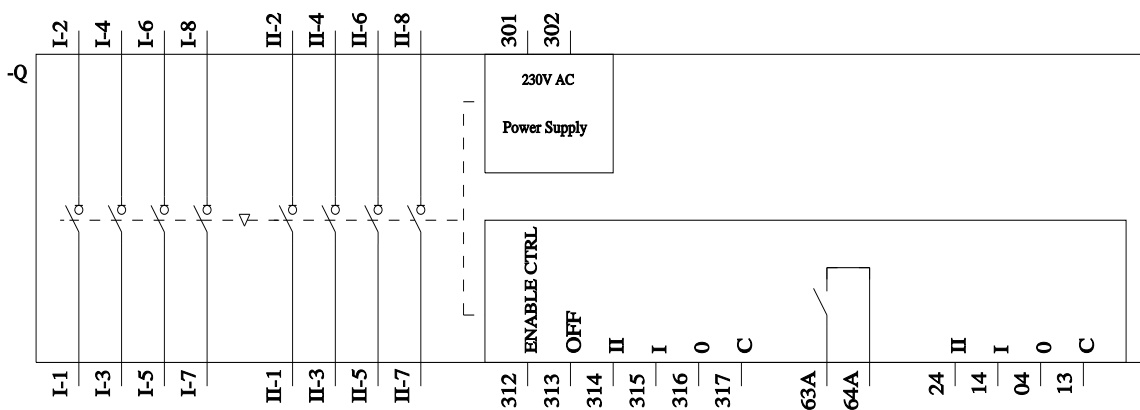 I-2
I-4
I-6
I-8
II-2
II-4
II-6
II-8
301
302
-Q
230V AC
Power Supply
ENABLE CTRL
OFF
II
I
0
C
II
I
0
C
I-1
I-3
I-5
I-7
II-1
II-3
II-5
II-7
312
313
314
315
316
317
63A
64A
24
14
04
13